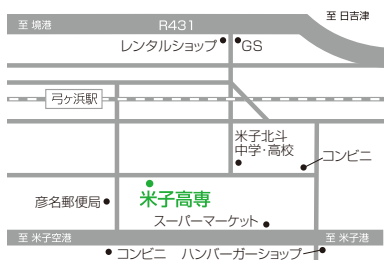 至 日吉津
至 境港
R431
レンタルショップ
GS
弓ヶ浜駅
米子北斗
中学・高校
コンビニ
米子高専
彦名郵便局
スーパーマーケット
至 米子空港
至 米子港
コンビニ
ハンバーガーショップ